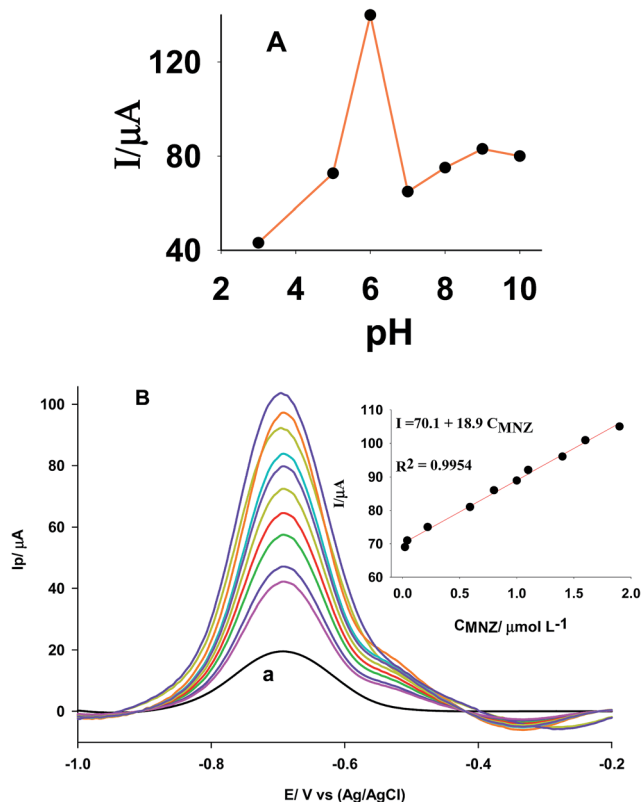 A
I/μA
120
80
40
2 4 6 8 10
pH
B
Ip/ μA
100
80
60
40
20
0
a
-1.0 -0.8 -0.6 -0.4 -0.2
E/ V vs (Ag/AgCl)
I =70.1 + 18.9 CMNZ
R2 = 0.9954
I/μA
110
100
90
80
70
60
0.0 0.5 1.0 1.5 2.0
CMNZ/ μmol L-1